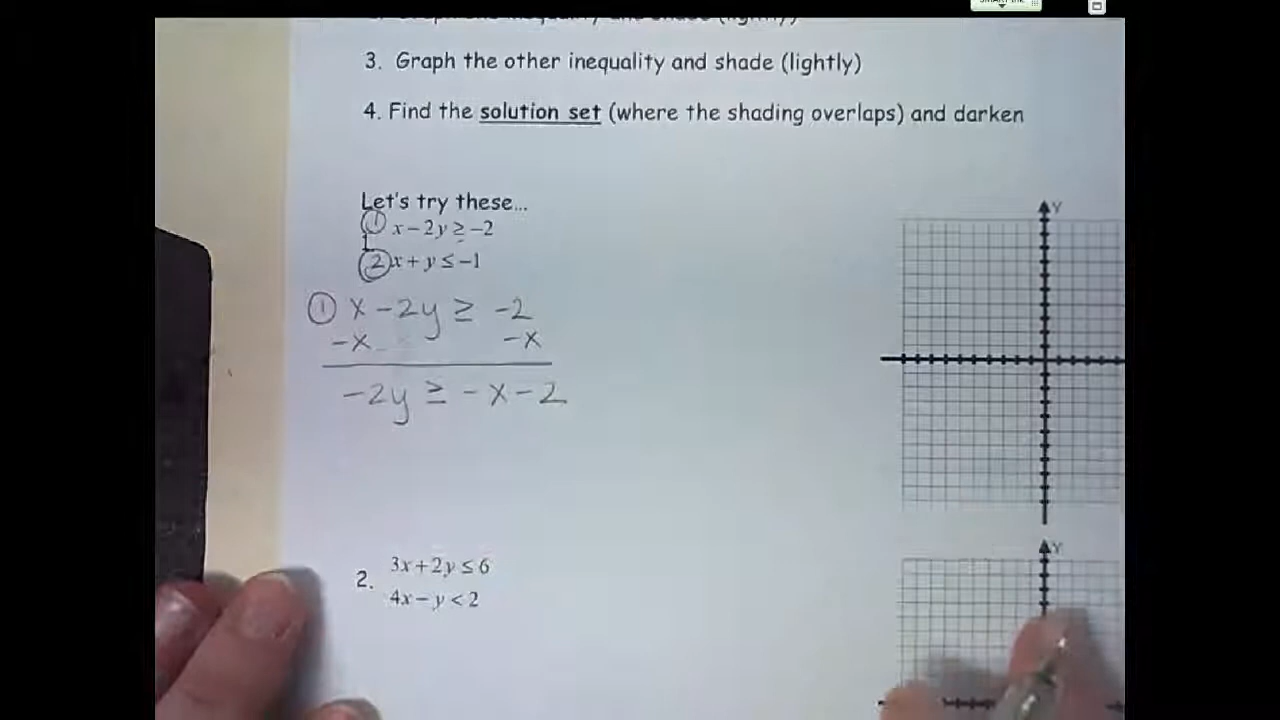 3. Graph the other inequality and shade (lightly)
4. Find the solution set (where the shading overlaps) and darken
Let's try these...
① x − 2y ≥ −2
1.
② x + y ≤ −1
① x − 2y ≥ −2
−x −x
−2y ≥ −x − 2
2. 3x + 2y ≤ 6
4x − y < 2
Y
Y